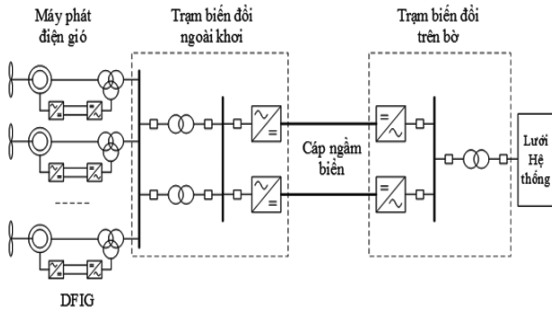 Máy phát
điện gió
Trạm biến đổi
ngoài khơi
Trạm biến đổi
trên bờ
Cáp ngầm
biển
Lưới
Hệ
thống
DFIG